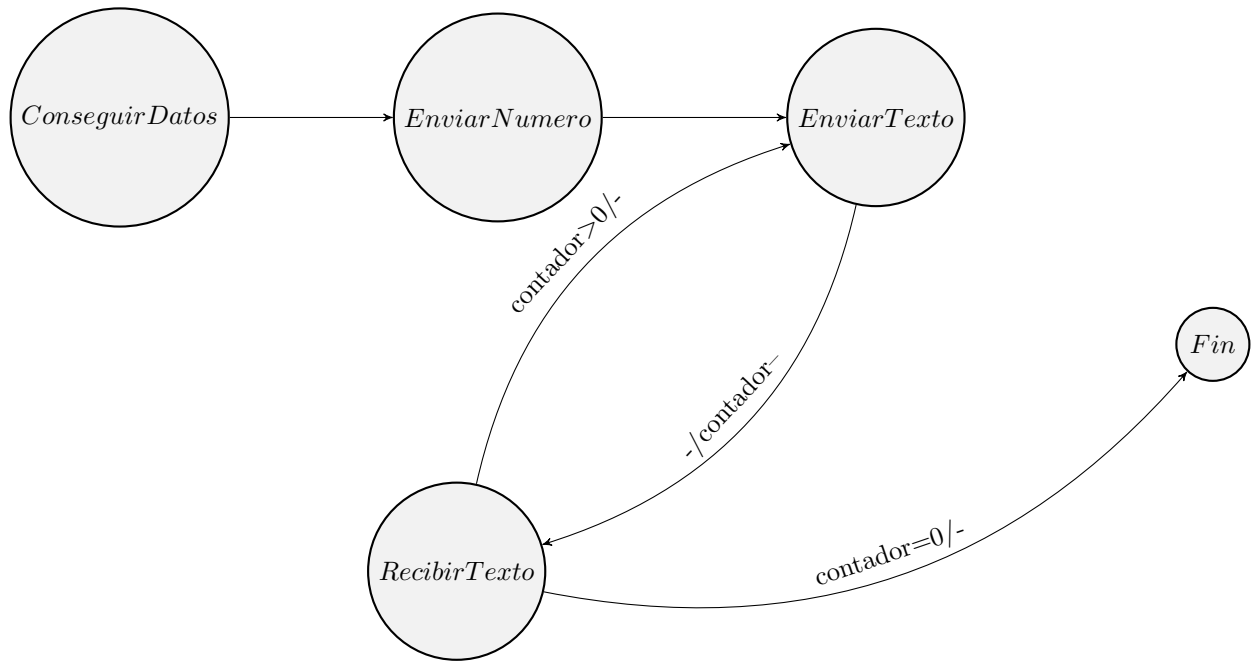 ConseguirDatos
EnviarNumero
EnviarTexto
contador>0/-
Fin
-/contador–
contador=0/-
RecibirTexto